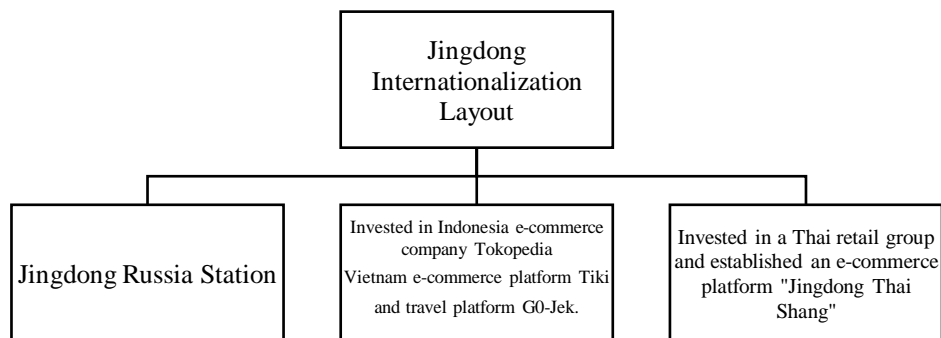 Jingdong
Internationalization
Layout
Jingdong Russia Station
Invested in Indonesia e-commerce
company Tokopedia
Vietnam e-commerce platform Tiki
and travel platform G0-Jek.
Invested in a Thai retail group
and established an e-commerce
platform "Jingdong Thai
Shang"